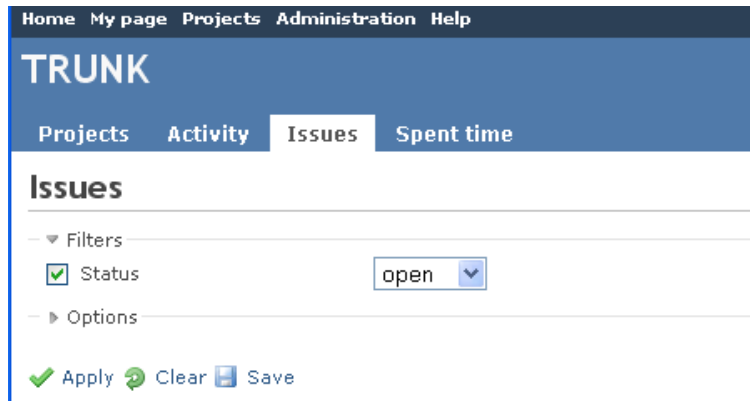 Home My page Projects Administration Help
TRUNK
Projects Activity Issues Spent time
Issues
Filters
Status open
Options
Apply Clear Save